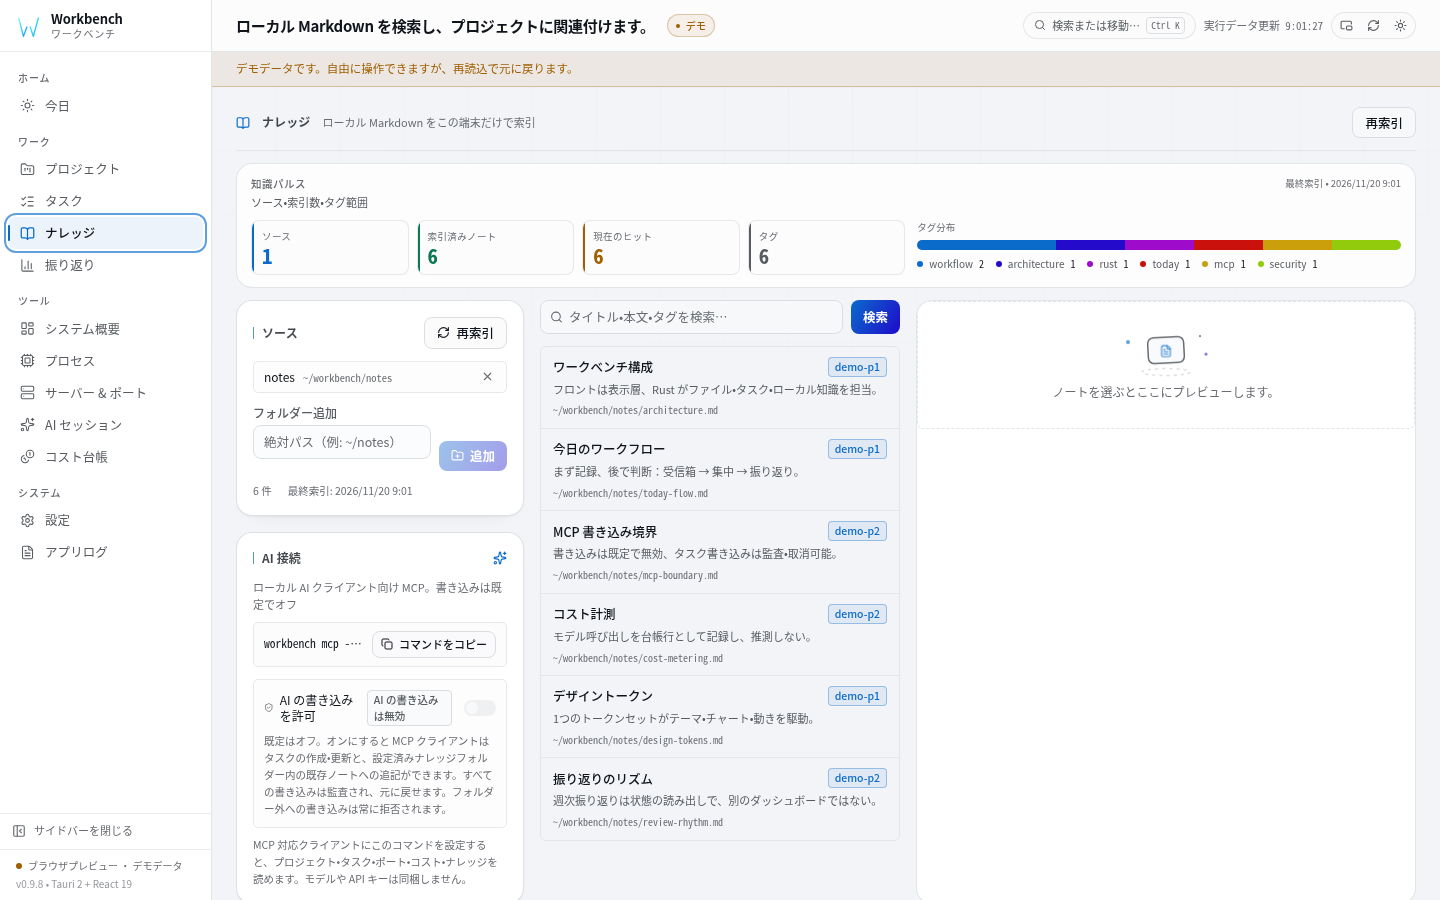 Workbench
ワークベンチ
ホーム
今日
ワーク
プロジェクト
タスク
ナレッジ
振り返り
ツール
システム概要
プロセス
サーバー & ポート
AI セッション
コスト台帳
システム
設定
アプリログ
サイドバーを閉じる
ブラウザプレビュー・デモデータ
v0.9.8 • Tauri 2 + React 19
ローカル Markdown を検索し、プロジェクトに関連付けます。
デモ
検索または移動…
Ctrl K
実行データ更新 9:01:27
デモデータです。自由に操作できますが、再読込で元に戻ります。
ナレッジ
ローカル Markdown をこの端末だけで索引
再索引
知識パルス
ソース•索引数•タグ範囲
最終索引 • 2026/11/20 9:01
ソース
1
索引済みノート
6
現在のヒット
6
タグ
6
タグ分布
workflow 2
architecture 1
rust 1
today 1
mcp 1
security 1
ソース
再索引
notes ~/workbench/notes
フォルダー追加
絶対パス（例: ~/notes）
追加
6 件 最終索引: 2026/11/20 9:01
AI 接続
ローカル AI クライアント向け MCP。書き込みは既
定でオフ
workbench mcp -…
コマンドをコピー
AI の書き込み
を許可
AI の書き込み
は無効
既定はオフ。オンにすると MCP クライアントは
タスクの作成•更新と、設定済みナレッジフォル
ダー内の既存ノートへの追記ができます。すべて
の書き込みは監査され、元に戻せます。フォルダ
ー外への書き込みは常に拒否されます。
MCP 対応クライアントにこのコマンドを設定する
と、プロジェクト•タスク•ポート•コスト•ナレッジを
読めます。モデルや API キーは同梱しません。
タイトル•本文•タグを検索…
検索
ワークベンチ構成
demo-p1
フロントは表示層、Rust がファイル•タスク•ローカル知識を担当。
~/workbench/notes/architecture.md
今日のワークフロー
demo-p1
まず記録、後で判断：受信箱 → 集中 → 振り返り。
~/workbench/notes/today-flow.md
MCP 書き込み境界
demo-p2
書き込みは既定で無効、タスク書き込みは監査•取消可能。
~/workbench/notes/mcp-boundary.md
コスト計測
demo-p2
モデル呼び出しを台帳行として記録し、推測しない。
~/workbench/notes/cost-metering.md
デザイントークン
demo-p1
1つのトークンセットがテーマ•チャート•動きを駆動。
~/workbench/notes/design-tokens.md
振り返りのリズム
demo-p2
週次振り返りは状態の読み出しで、別のダッシュボードではない。
~/workbench/notes/review-rhythm.md
ノートを選ぶとここにプレビューします。